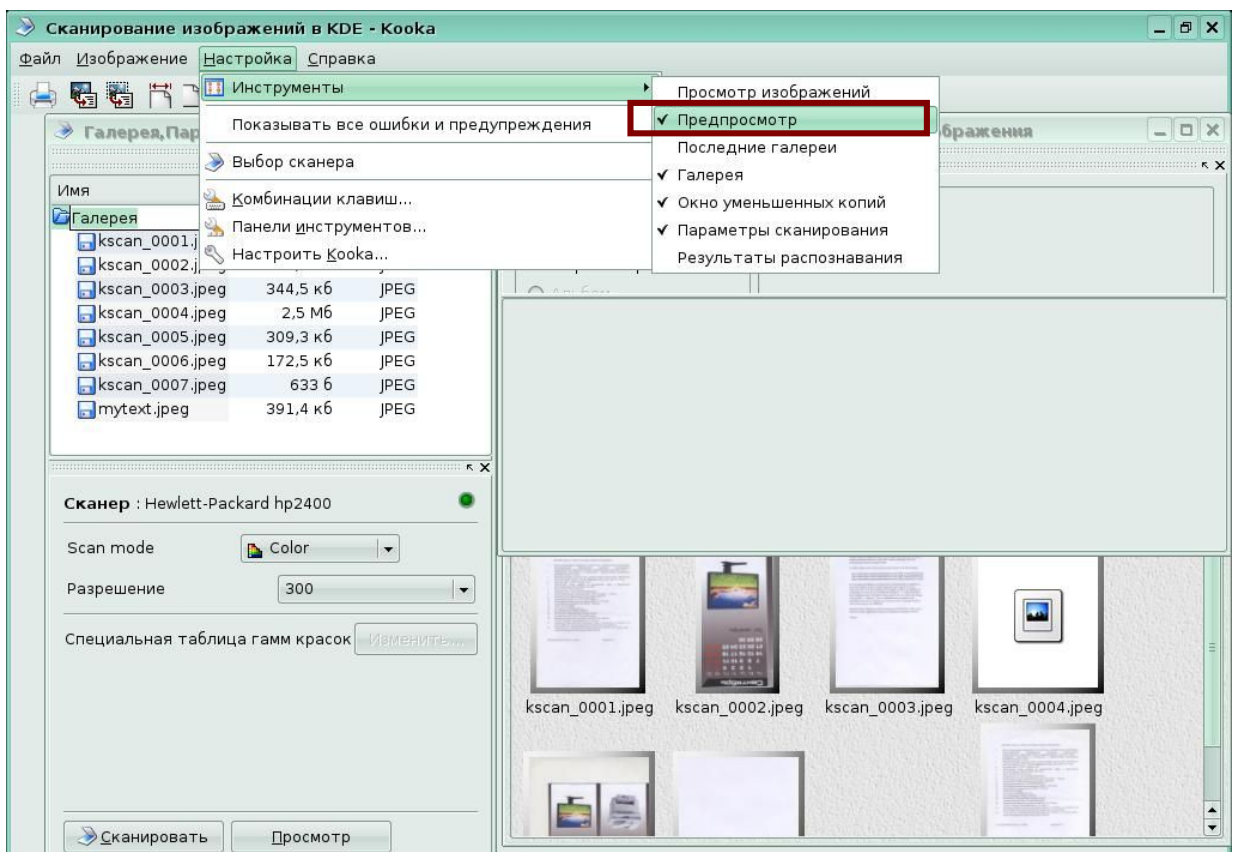 Сканирование изображений в KDE - Kooka
Файл Изображение Настройка Справка
Инструменты
Показывать все ошибки и предупреждения
Выбор сканера
Комбинации клавиш...
Панели инструментов...
Настроить Kooka...
Просмотр изображений
Предпросмотр
Последние галереи
Галерея
Окно уменьшенных копий
Параметры сканирования
Результаты распознавания
Галерея,Пар
бражения
Имя
Галерея
kscan_0001.j
kscan_0002.j
kscan_0003.jpeg 344,5 кб JPEG
kscan_0004.jpeg 2,5 Мб JPEG
kscan_0005.jpeg 309,3 кб JPEG
kscan_0006.jpeg 172,5 кб JPEG
kscan_0007.jpeg 633 б JPEG
mytext.jpeg 391,4 кб JPEG
Сканер : Hewlett-Packard hp2400
Scan mode Color
Разрешение 300
Специальная таблица гамм красок Изменить...
Сканировать Просмотр
kscan_0001.jpeg kscan_0002.jpeg kscan_0003.jpeg kscan_0004.jpeg